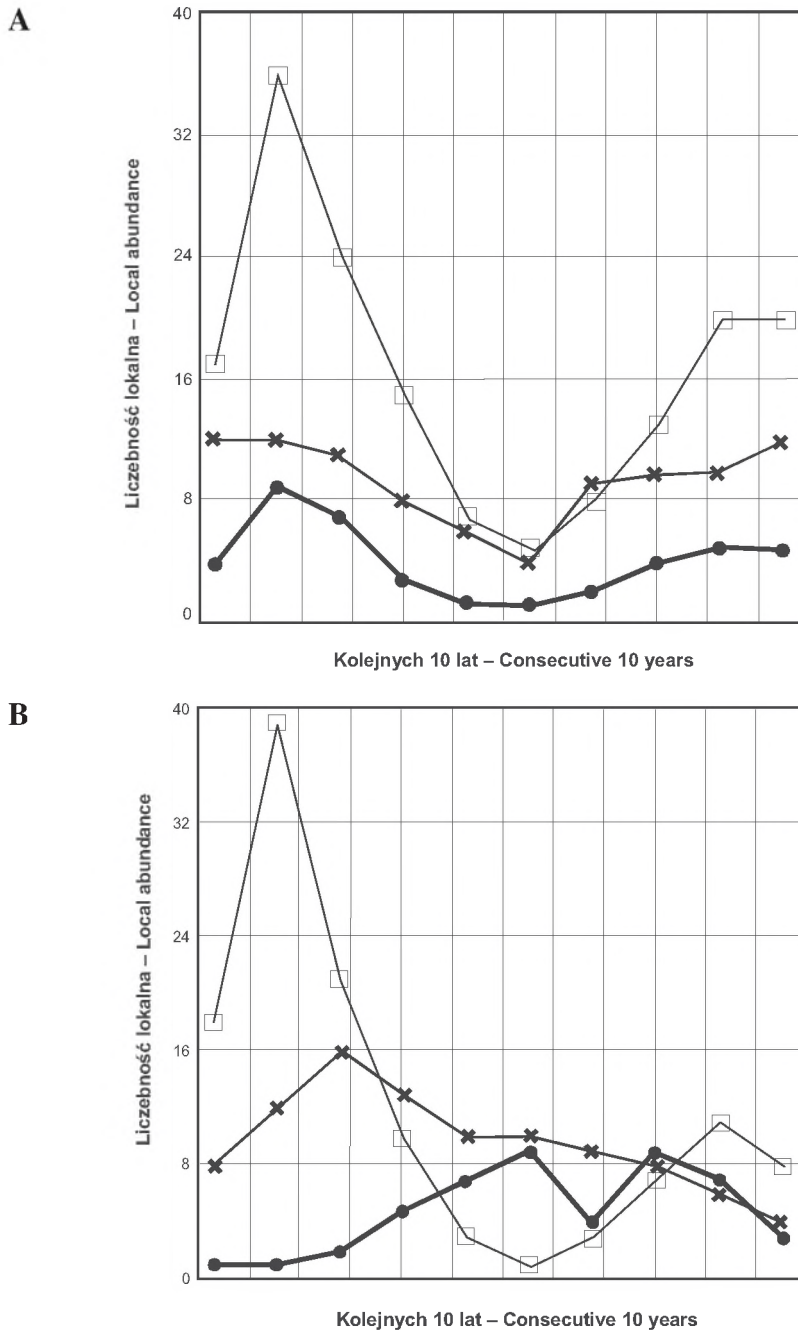 A
40
32
24
16
8
0
Liczebność lokalna – Local abundance
Kolejnych 10 lat – Consecutive 10 years
B
40
32
24
16
8
0
Liczebność lokalna – Local abundance
Kolejnych 10 lat – Consecutive 10 years